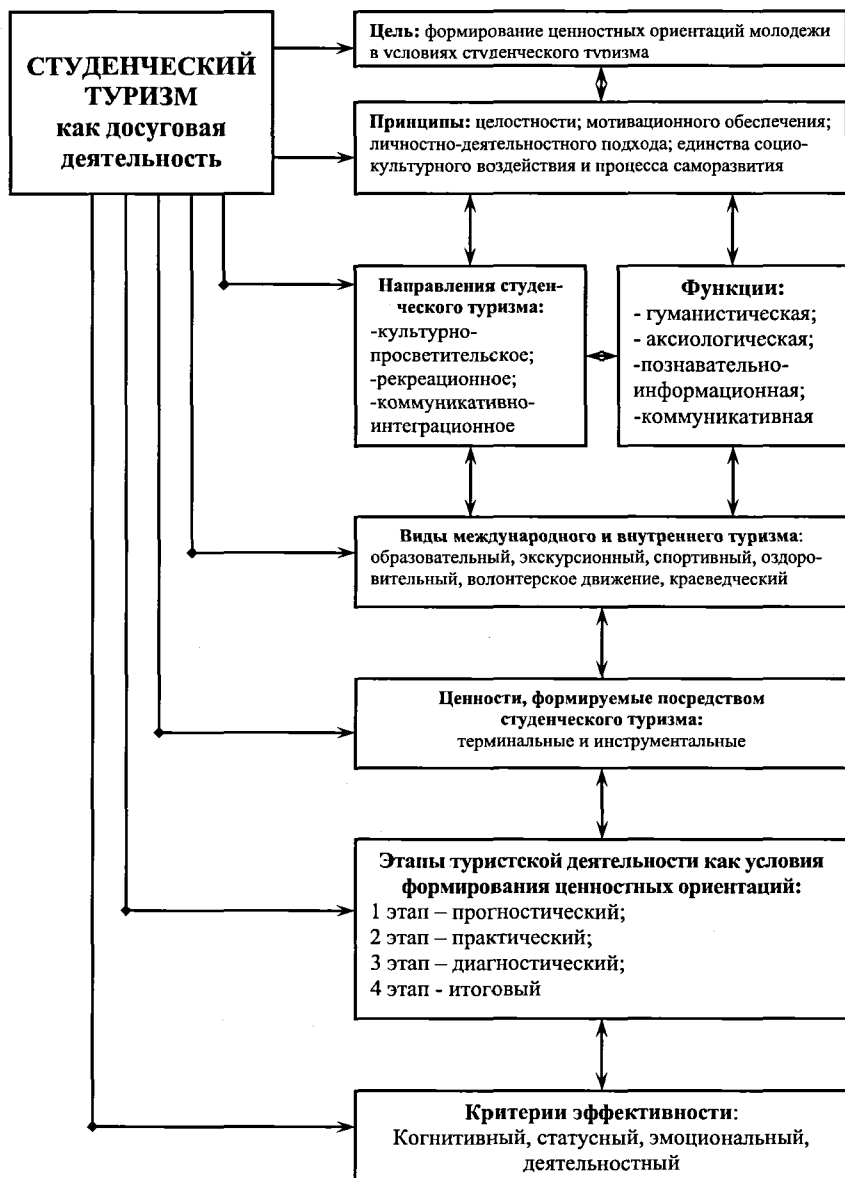 СТУДЕНЧЕСКИЙ
ТУРИЗМ
как досуговая
деятельность
Цель: формирование ценностных ориентаций молодежи
в условиях студенческого туризма
Принципы: целостности; мотивационного обеспечения;
личностно-деятельностного подхода; единства социо-
культурного воздействия и процесса саморазвития
Направления студен-
ческого туризма:
-культурно-
просветительское;
-рекреационное;
-коммуникативно-
интеграционное
Функции:
- гуманистическая;
- аксиологическая;
-познавательно-
информационная;
-коммуникативная
Виды международного и внутреннего туризма:
образовательный, экскурсионный, спортивный, оздоро-
вительный, волонтерское движение, краеведческий
Ценности, формируемые посредством
студенческого туризма:
терминальные и инструментальные
Этапы туристской деятельности как условия
формирования ценностных ориентаций:
1 этап – прогностический;
2 этап – практический;
3 этап – диагностический;
4 этап - итоговый
Критерии эффективности:
Когнитивный, статусный, эмоциональный,
деятельностный